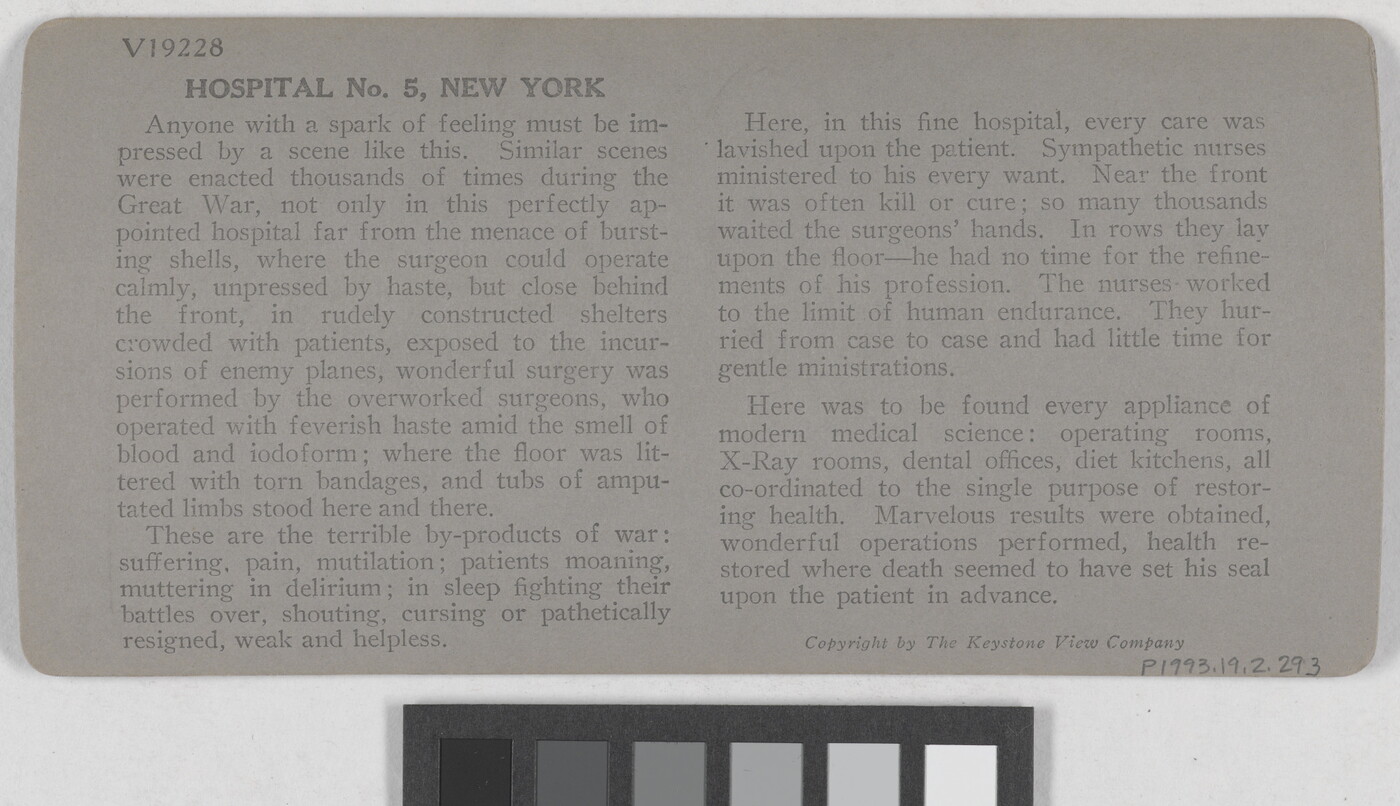 V19228
HOSPITAL No. 5, NEW YORK
Anyone with a spark of feeling must be im-
pressed by a scene like this. Similar scenes
were enacted thousands of times during the
Great War, not only in this perfectly ap-
pointed hospital far from the menace of burst-
ing shells, where the surgeon could operate
calmly, unpressed by haste, but close behind
the front, in rudely constructed shelters
crowded with patients, exposed to the incur-
sions of enemy planes, wonderful surgery was
performed by the overworked surgeons, who
operated with feverish haste amid the smell of
blood and iodoform; where the floor was lit-
tered with torn bandages, and tubs of ampu-
tated limbs stood here and there.
These are the terrible by-products of war:
suffering, pain, mutilation; patients moaning,
muttering in delirium; in sleep fighting their
battles over, shouting, cursing or pathetically
resigned, weak and helpless.
Here, in this fine hospital, every care was
lavished upon the patient. Sympathetic nurses
ministered to his every want. Near the front
it was often kill or cure; so many thousands
waited the surgeons' hands. In rows they lay
upon the floor—he had no time for the refine-
ments of his profession. The nurses worked
to the limit of human endurance. They hur-
ried from case to case and had little time for
gentle ministrations.
Here was to be found every appliance of
modern medical science: operating rooms,
X-Ray rooms, dental offices, diet kitchens, all
co-ordinated to the single purpose of restor-
ing health. Marvelous results were obtained,
wonderful operations performed, health re-
stored where death seemed to have set his seal
upon the patient in advance.
Copyright by The Keystone View Company
P1993.19.2.293